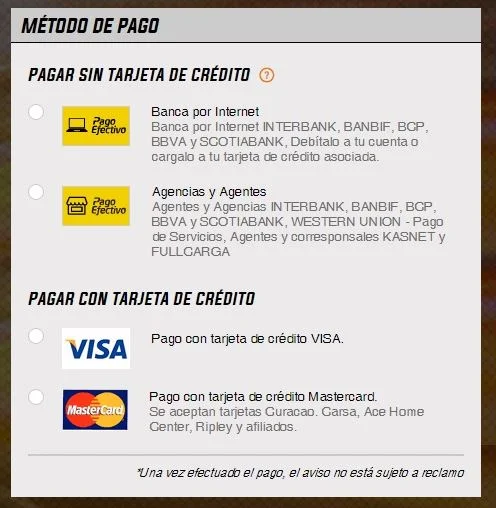 MÉTODO DE PAGO
PAGAR SIN TARJETA DE CRÉDITO ?
Pago
Efectivo
Banca por Internet
Banca por Internet INTERBANK, BANBIF, BCP,
BBVA y SCOTIABANK, Debítalo a tu cuenta o
cargalo a tu tarjeta de crédito asociada.
Pago
Efectivo
Agencias y Agentes
Agentes y Agencias INTERBANK, BANBIF, BCP,
BBVA y SCOTIABANK, WESTERN UNION - Pago
de Servicios, Agentes y corresponsales KASNET y
FULLCARGA
PAGAR CON TARJETA DE CRÉDITO
VISA
Pago con tarjeta de crédito VISA.
MasterCard
Pago con tarjeta de crédito Mastercard.
Se aceptan tarjetas Curacao. Carsa, Ace Home
Center, Ripley y afiliados.
*Una vez efectuado el pago, el aviso no está sujeto a reclamo